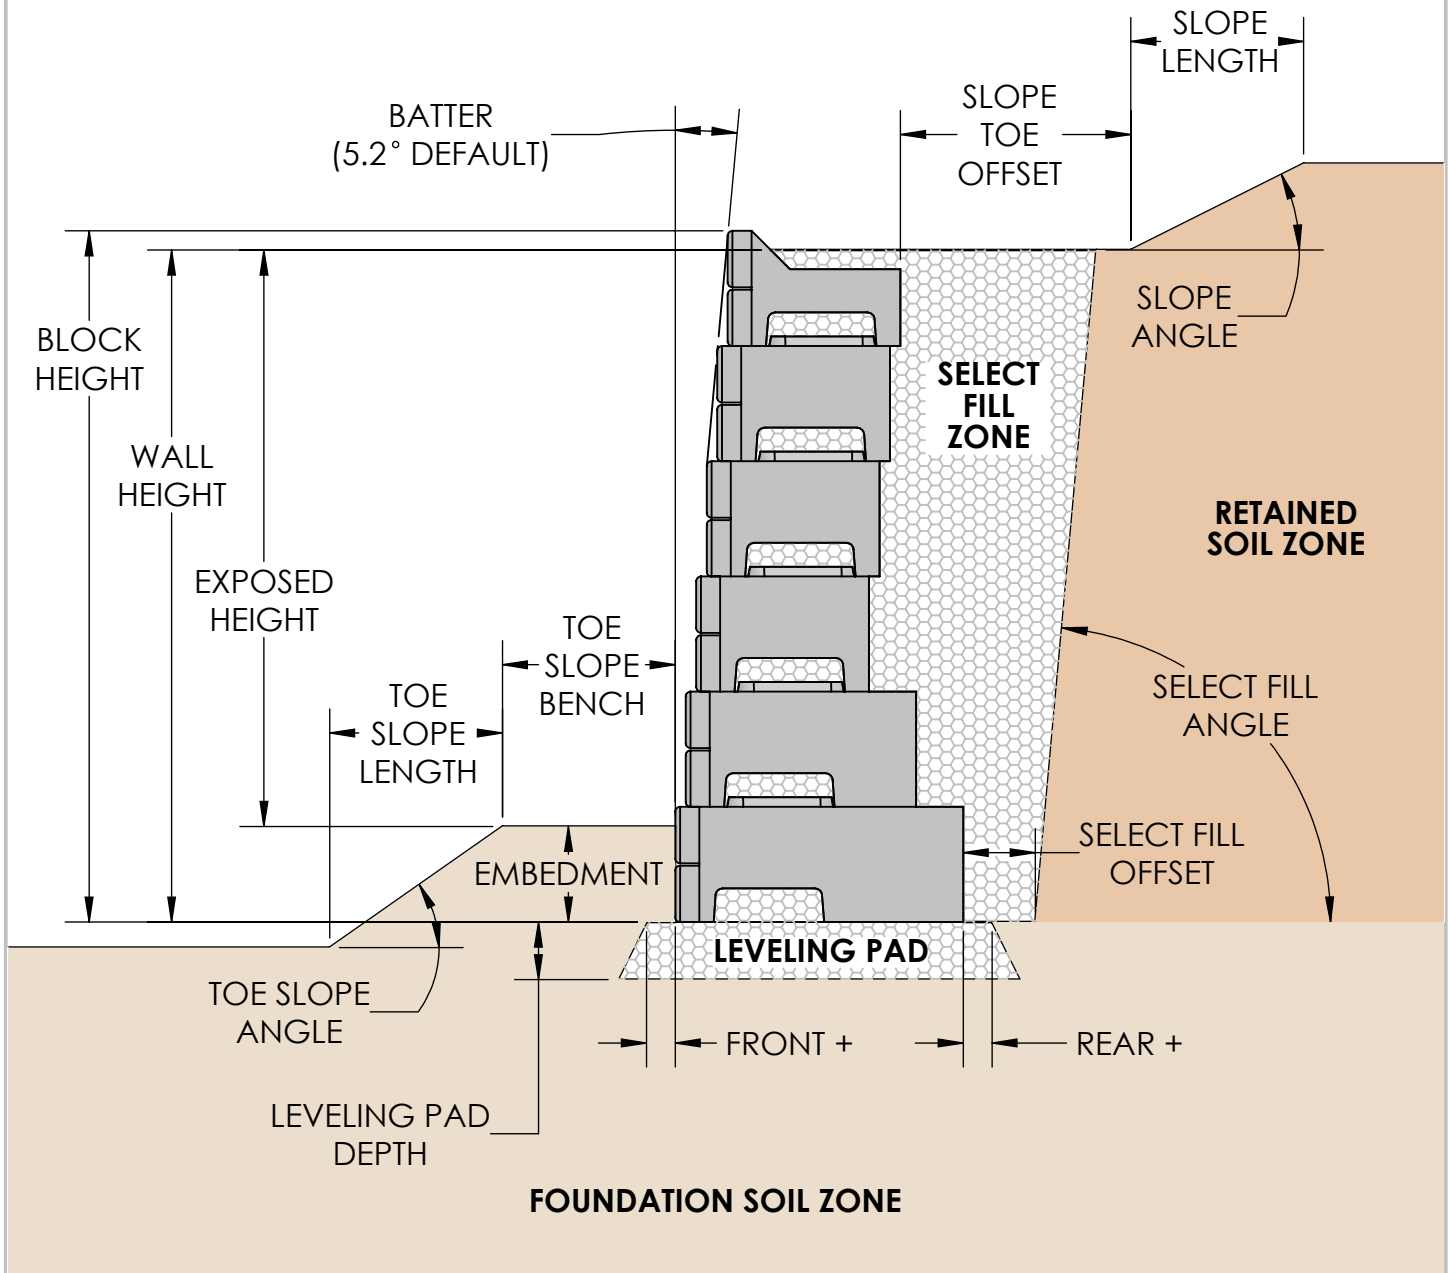 SLOPE
LENGTH
BATTER
(5.2° DEFAULT)
SLOPE
TOE
OFFSET
BLOCK
HEIGHT
WALL
HEIGHT
EXPOSED
HEIGHT
SLOPE
ANGLE
SELECT
FILL
ZONE
RETAINED
SOIL ZONE
TOE
SLOPE
BENCH
TOE
SLOPE
LENGTH
SELECT FILL
ANGLE
EMBEDMENT
SELECT FILL
OFFSET
LEVELING PAD
TOE SLOPE
ANGLE
FRONT +
REAR +
LEVELING PAD
DEPTH
FOUNDATION SOIL ZONE